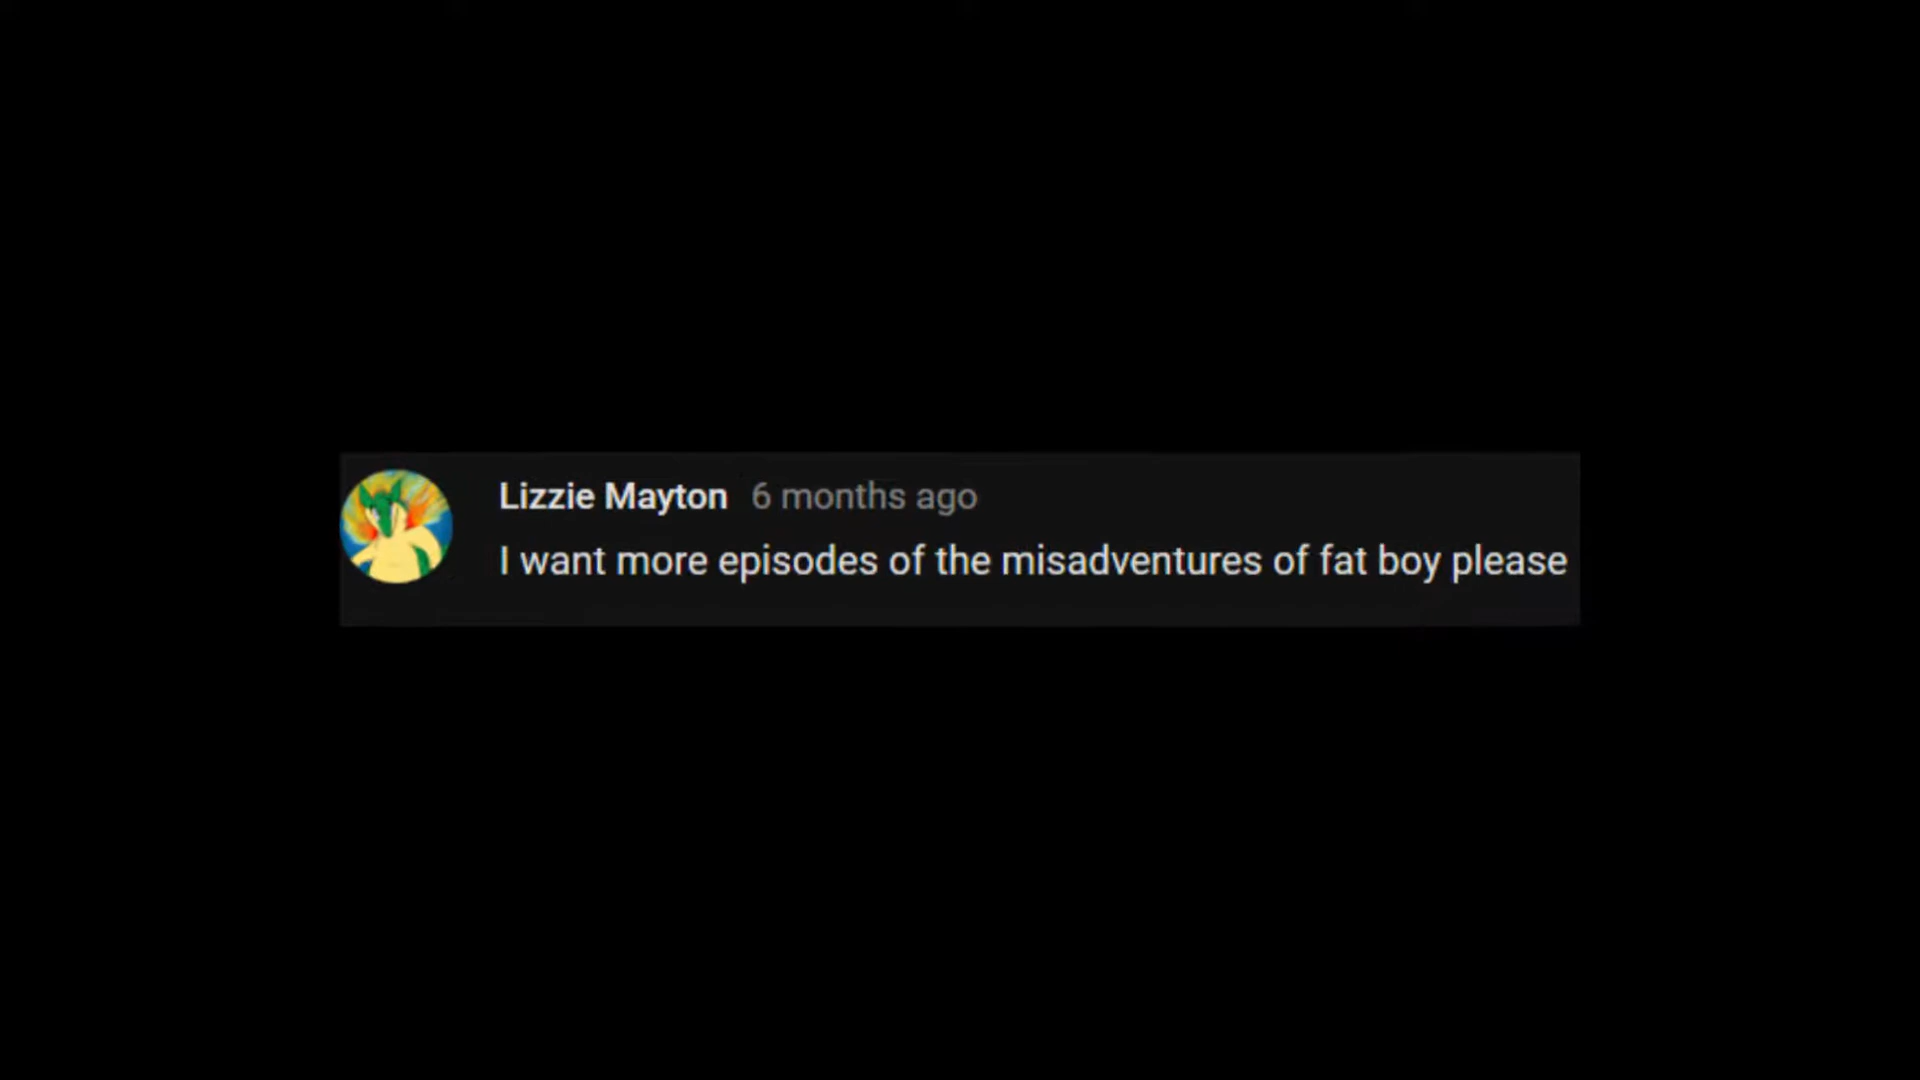 Lizzie Mayton 6 months ago
I want more episodes of the misadventures of fat boy please